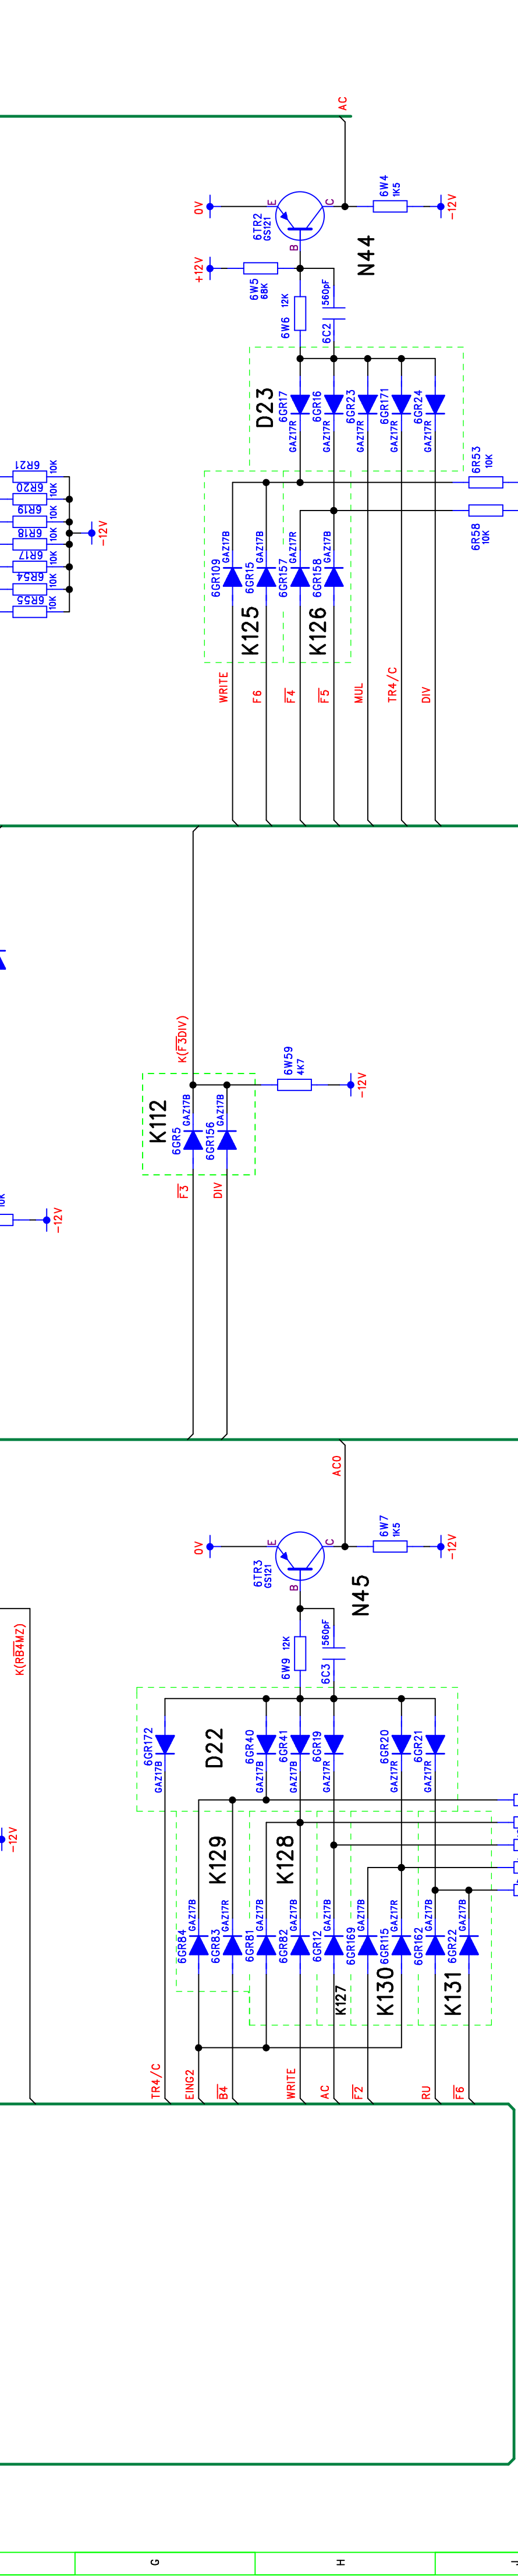 AC
0V
E
C
6TR2
GS121
B
6W4
1K5
-12V
+12V
6W5
68K
N44
12K
6W6
560pF
6C2
D23
6GR17
GAZ17R
6GR16
GAZ17R
6GR23
GAZ17R
6GR171
GAZ17R
6GR24
GAZ17R
6R21
10K
6R20
10K
6R19
10K
6R18
10K
6R17
10K
6R54
10K
6R55
10K
-12V
6R53
10K
6R58
10K
6GR109
GAZ17B
6GR15
GAZ17B
6GR157
GAZ17R
6GR158
GAZ17B
K125
K126
WRITE
F6
F4
F5
MUL
TR4/C
DIV
K(F3DIV)
6W59
4K7
-12V
K112
6GR5
GAZ17B
6GR156
GAZ17B
F3
DIV
10K
-12V
AC0
0V
E
C
6TR3
GS121
B
6W7
1K5
-12V
N45
K(RB4MZ)
12K
6W9
560pF
6C3
D22
6GR172
GAZ17B
6GR40
GAZ17B
6GR41
GAZ17B
6GR19
GAZ17R
6GR20
GAZ17R
6GR21
GAZ17R
-12V
K129
K128
6GR84
GAZ17B
6GR83
GAZ17R
6GR81
GAZ17B
6GR82
GAZ17B
6GR12
GAZ17B
6GR169
GAZ17B
6GR115
GAZ17R
6GR162
GAZ17B
6GR22
GAZ17B
K127
K130
K131
TR4/C
EING2
B4
WRITE
AC
F2
RU
F6
G
H